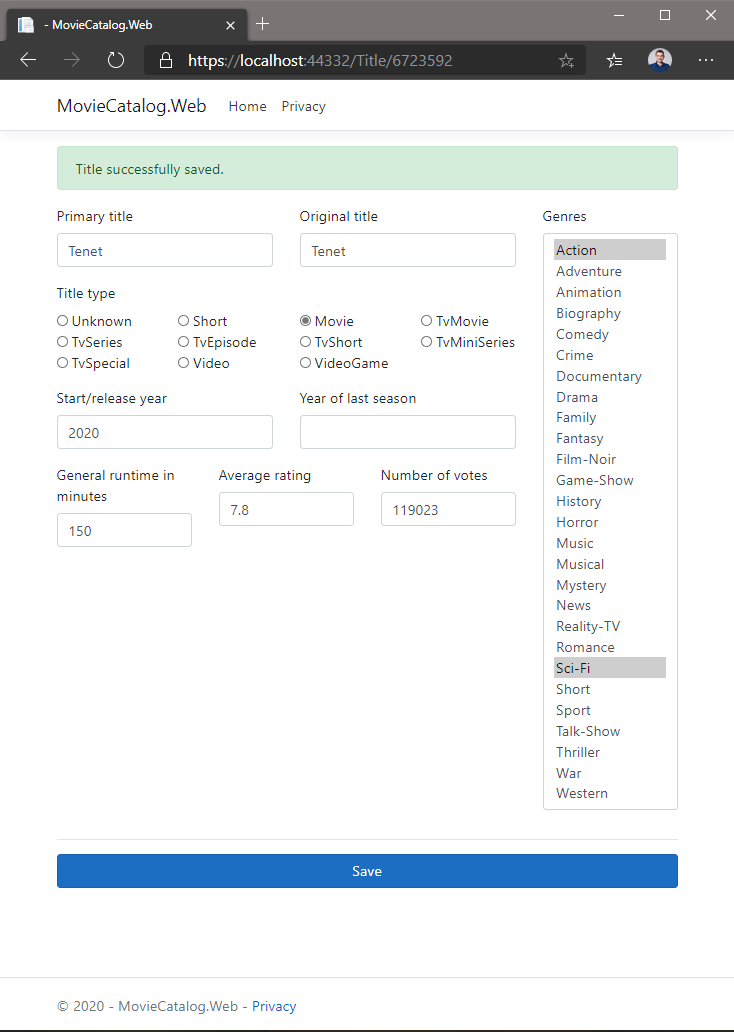 - MovieCatalog.Web
https://localhost:44332/Title/6723592
MovieCatalog.Web Home Privacy
Title successfully saved.
Primary title
Tenet
Original title
Tenet
Title type
Unknown Short Movie TvMovie
TvSeries TvEpisode TvShort TvMiniSeries
TvSpecial Video VideoGame
Start/release year
2020
Year of last season
General runtime in
minutes
150
Average rating
7.8
Number of votes
119023
Genres
Action
Adventure
Animation
Biography
Comedy
Crime
Documentary
Drama
Family
Fantasy
Film-Noir
Game-Show
History
Horror
Music
Musical
Mystery
News
Reality-TV
Romance
Sci-Fi
Short
Sport
Talk-Show
Thriller
War
Western
Save
© 2020 - MovieCatalog.Web - Privacy